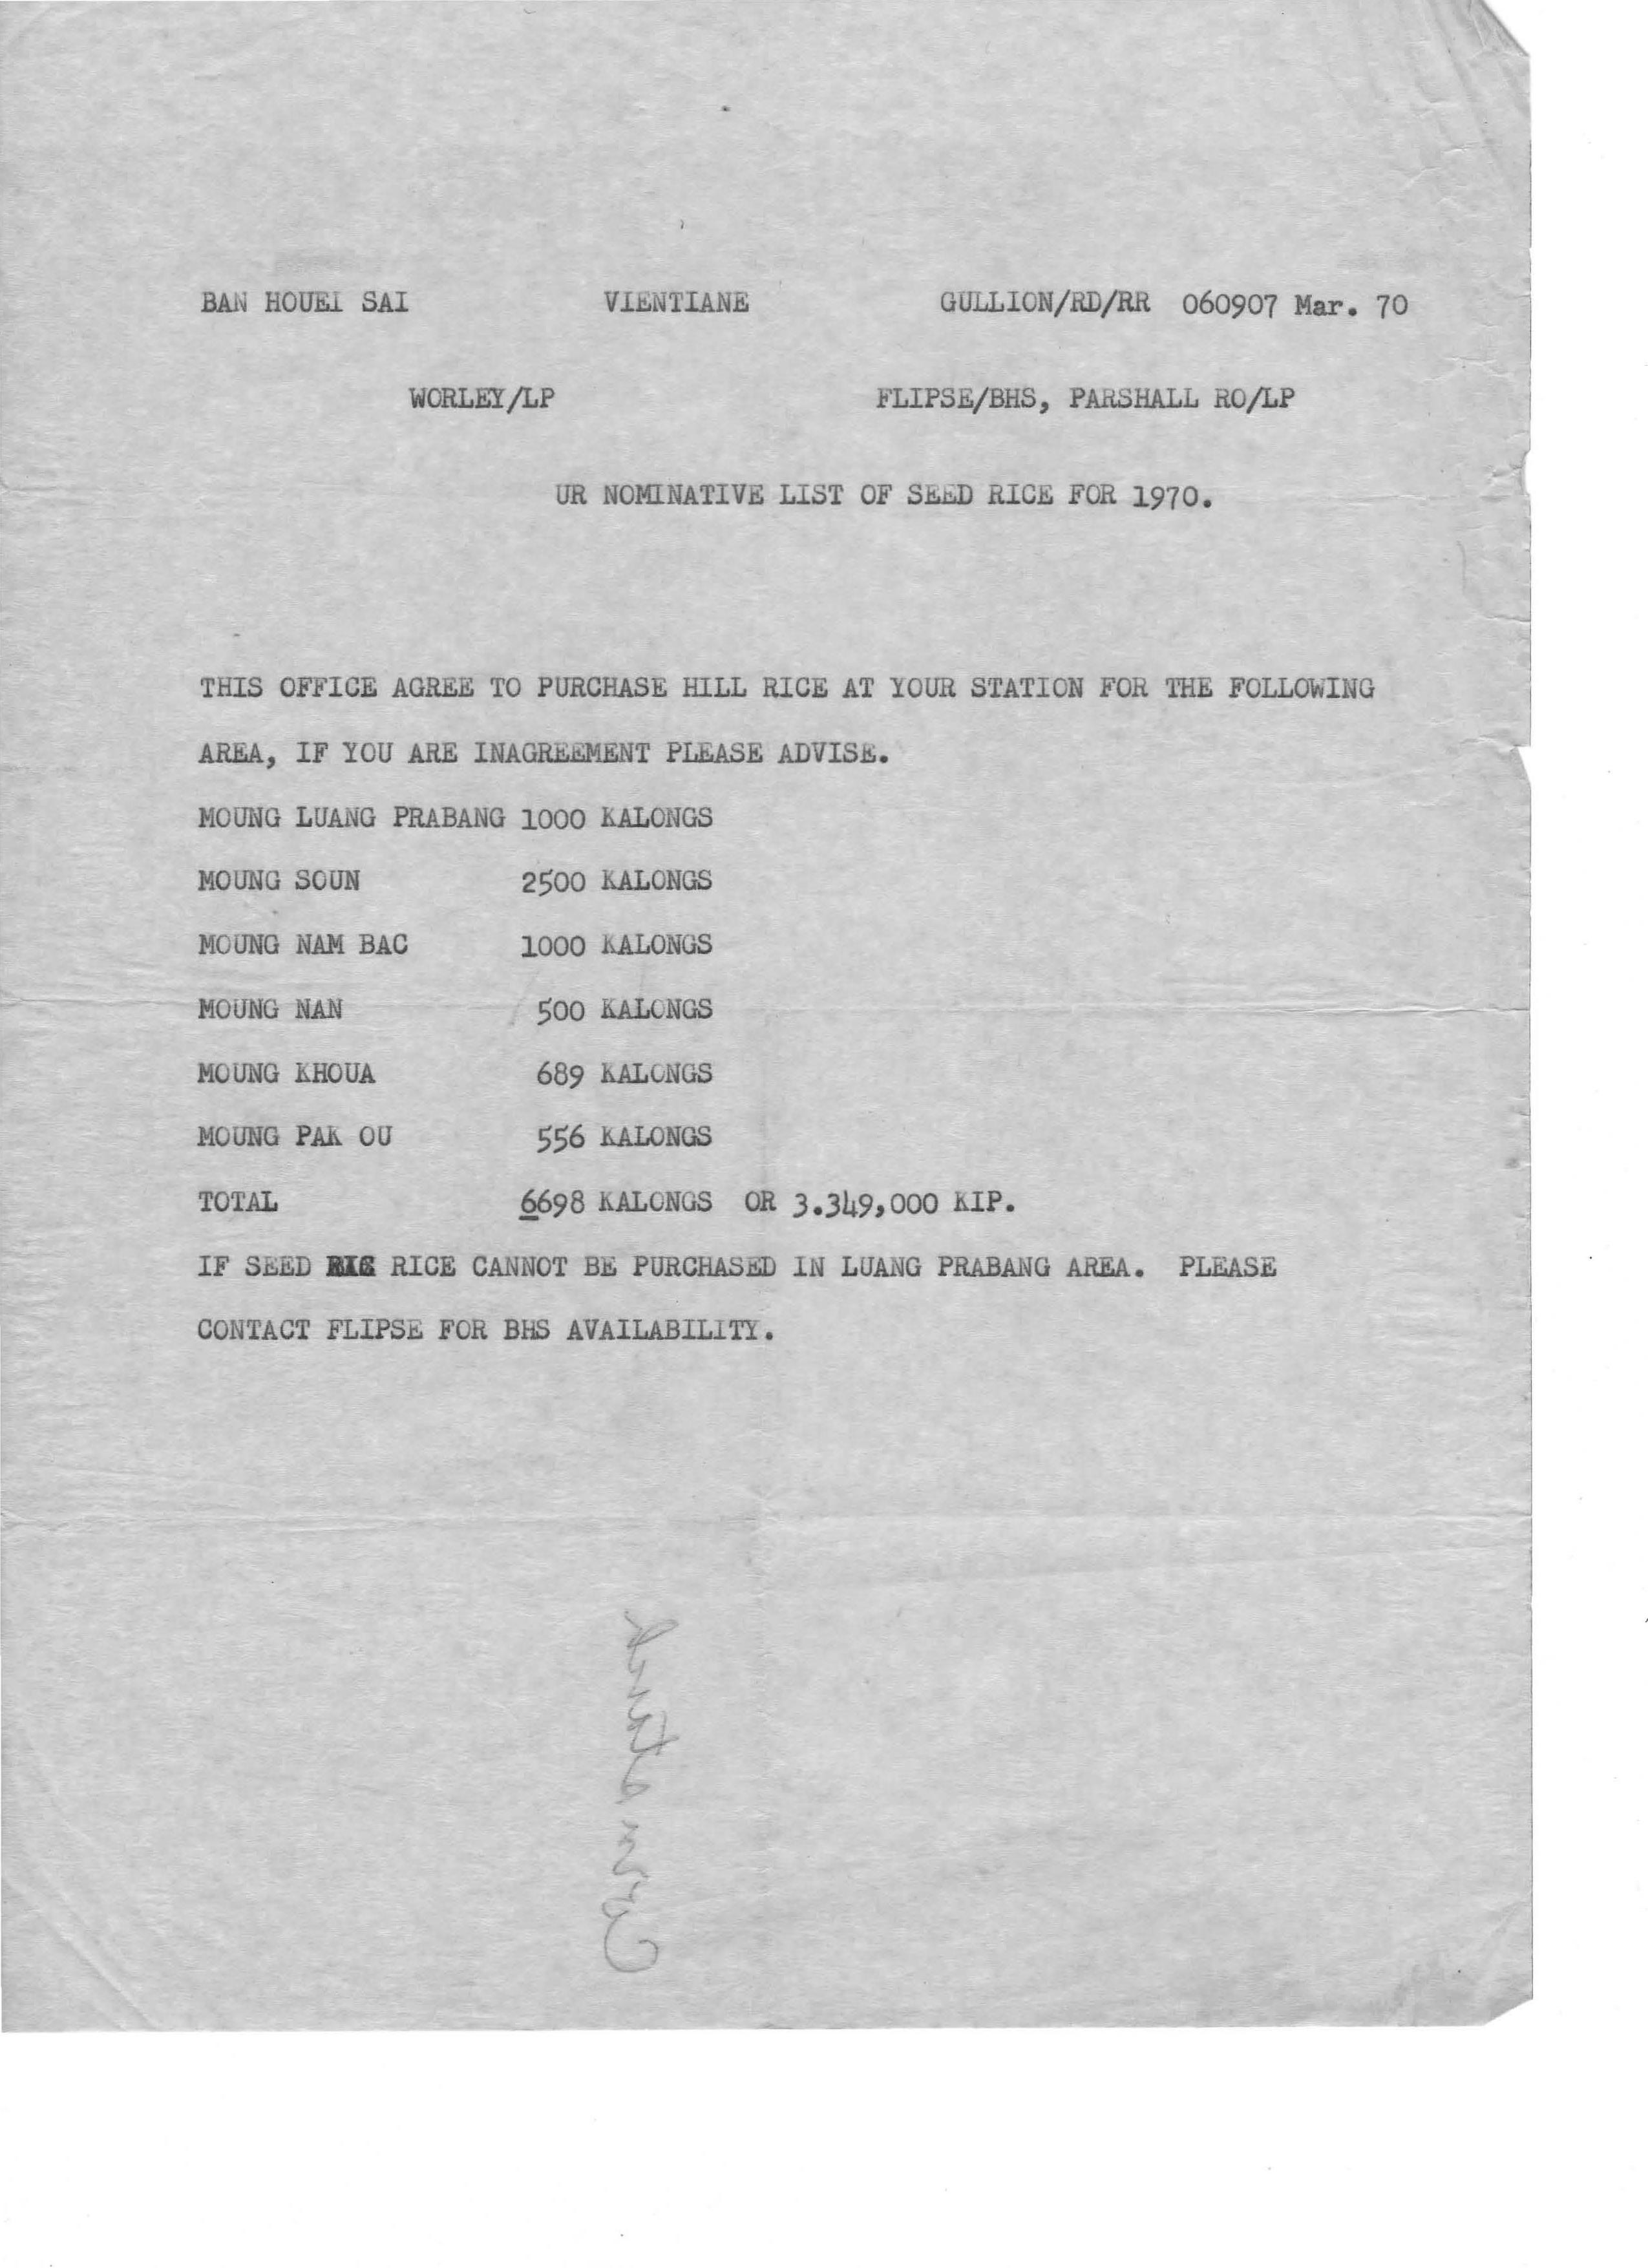 BAN HOUEI SAI VIENTIANE GULLION/RD/RR 060907 Mar. 70
WORLEY/LP FLIPSE/BHS, PARSHALL RO/LP
UR NOMINATIVE LIST OF SEED RICE FOR 1970.
THIS OFFICE AGREE TO PURCHASE HILL RICE AT YOUR STATION FOR THE FOLLOWING
AREA, IF YOU ARE INAGREEMENT PLEASE ADVISE.
MOUNG LUANG PRABANG 1000 KALONGS
MOUNG SOUN 2500 KALONGS
MOUNG NAM BAC 1000 KALONGS
MOUNG NAN 500 KALONGS
MOUNG KHOUA 689 KALONGS
MOUNG PAK OU 556 KALONGS
TOTAL 6698 KALONGS OR 3.349,000 KIP.
IF SEED RICE CANNOT BE PURCHASED IN LUANG PRABANG AREA. PLEASE
CONTACT FLIPSE FOR BHS AVAILABILITY.